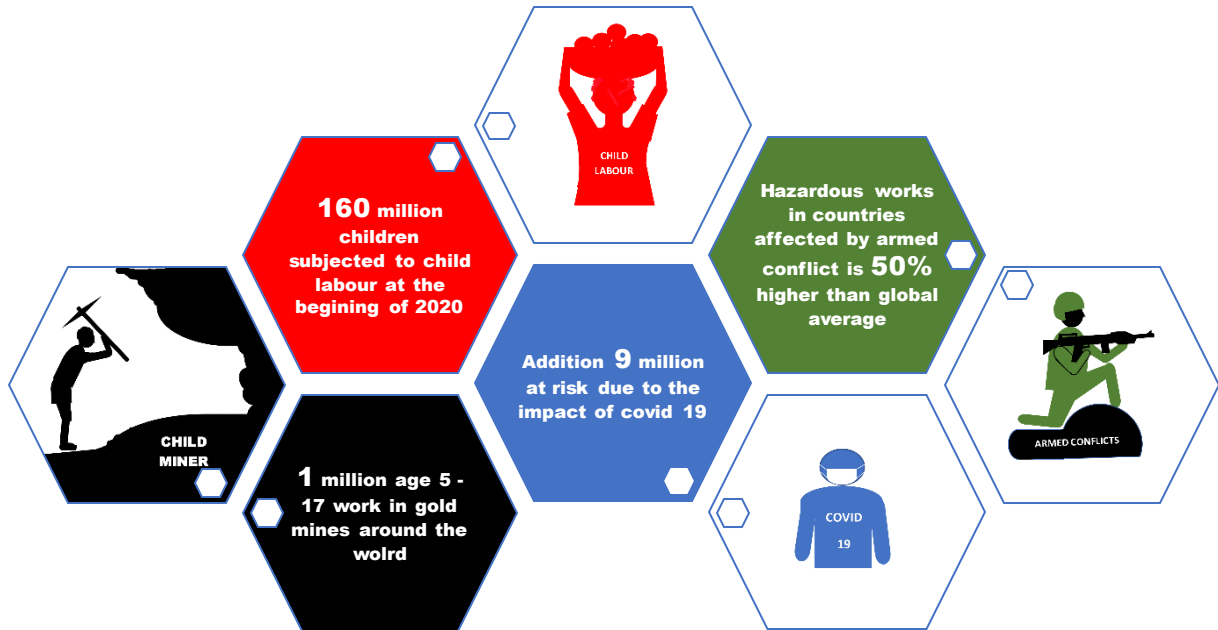 CHILD
LABOUR
160 million
children
subjected to child
labour at the
begining of 2020
Hazardous works
in countries
affected by armed
conflict is 50%
higher than global
average
Addition 9 million
at risk due to the
impact of covid 19
CHILD
MINER
ARMED CONFLICTS
1 million age 5 -
17 work in gold
mines around the
wolrd
COVID
19